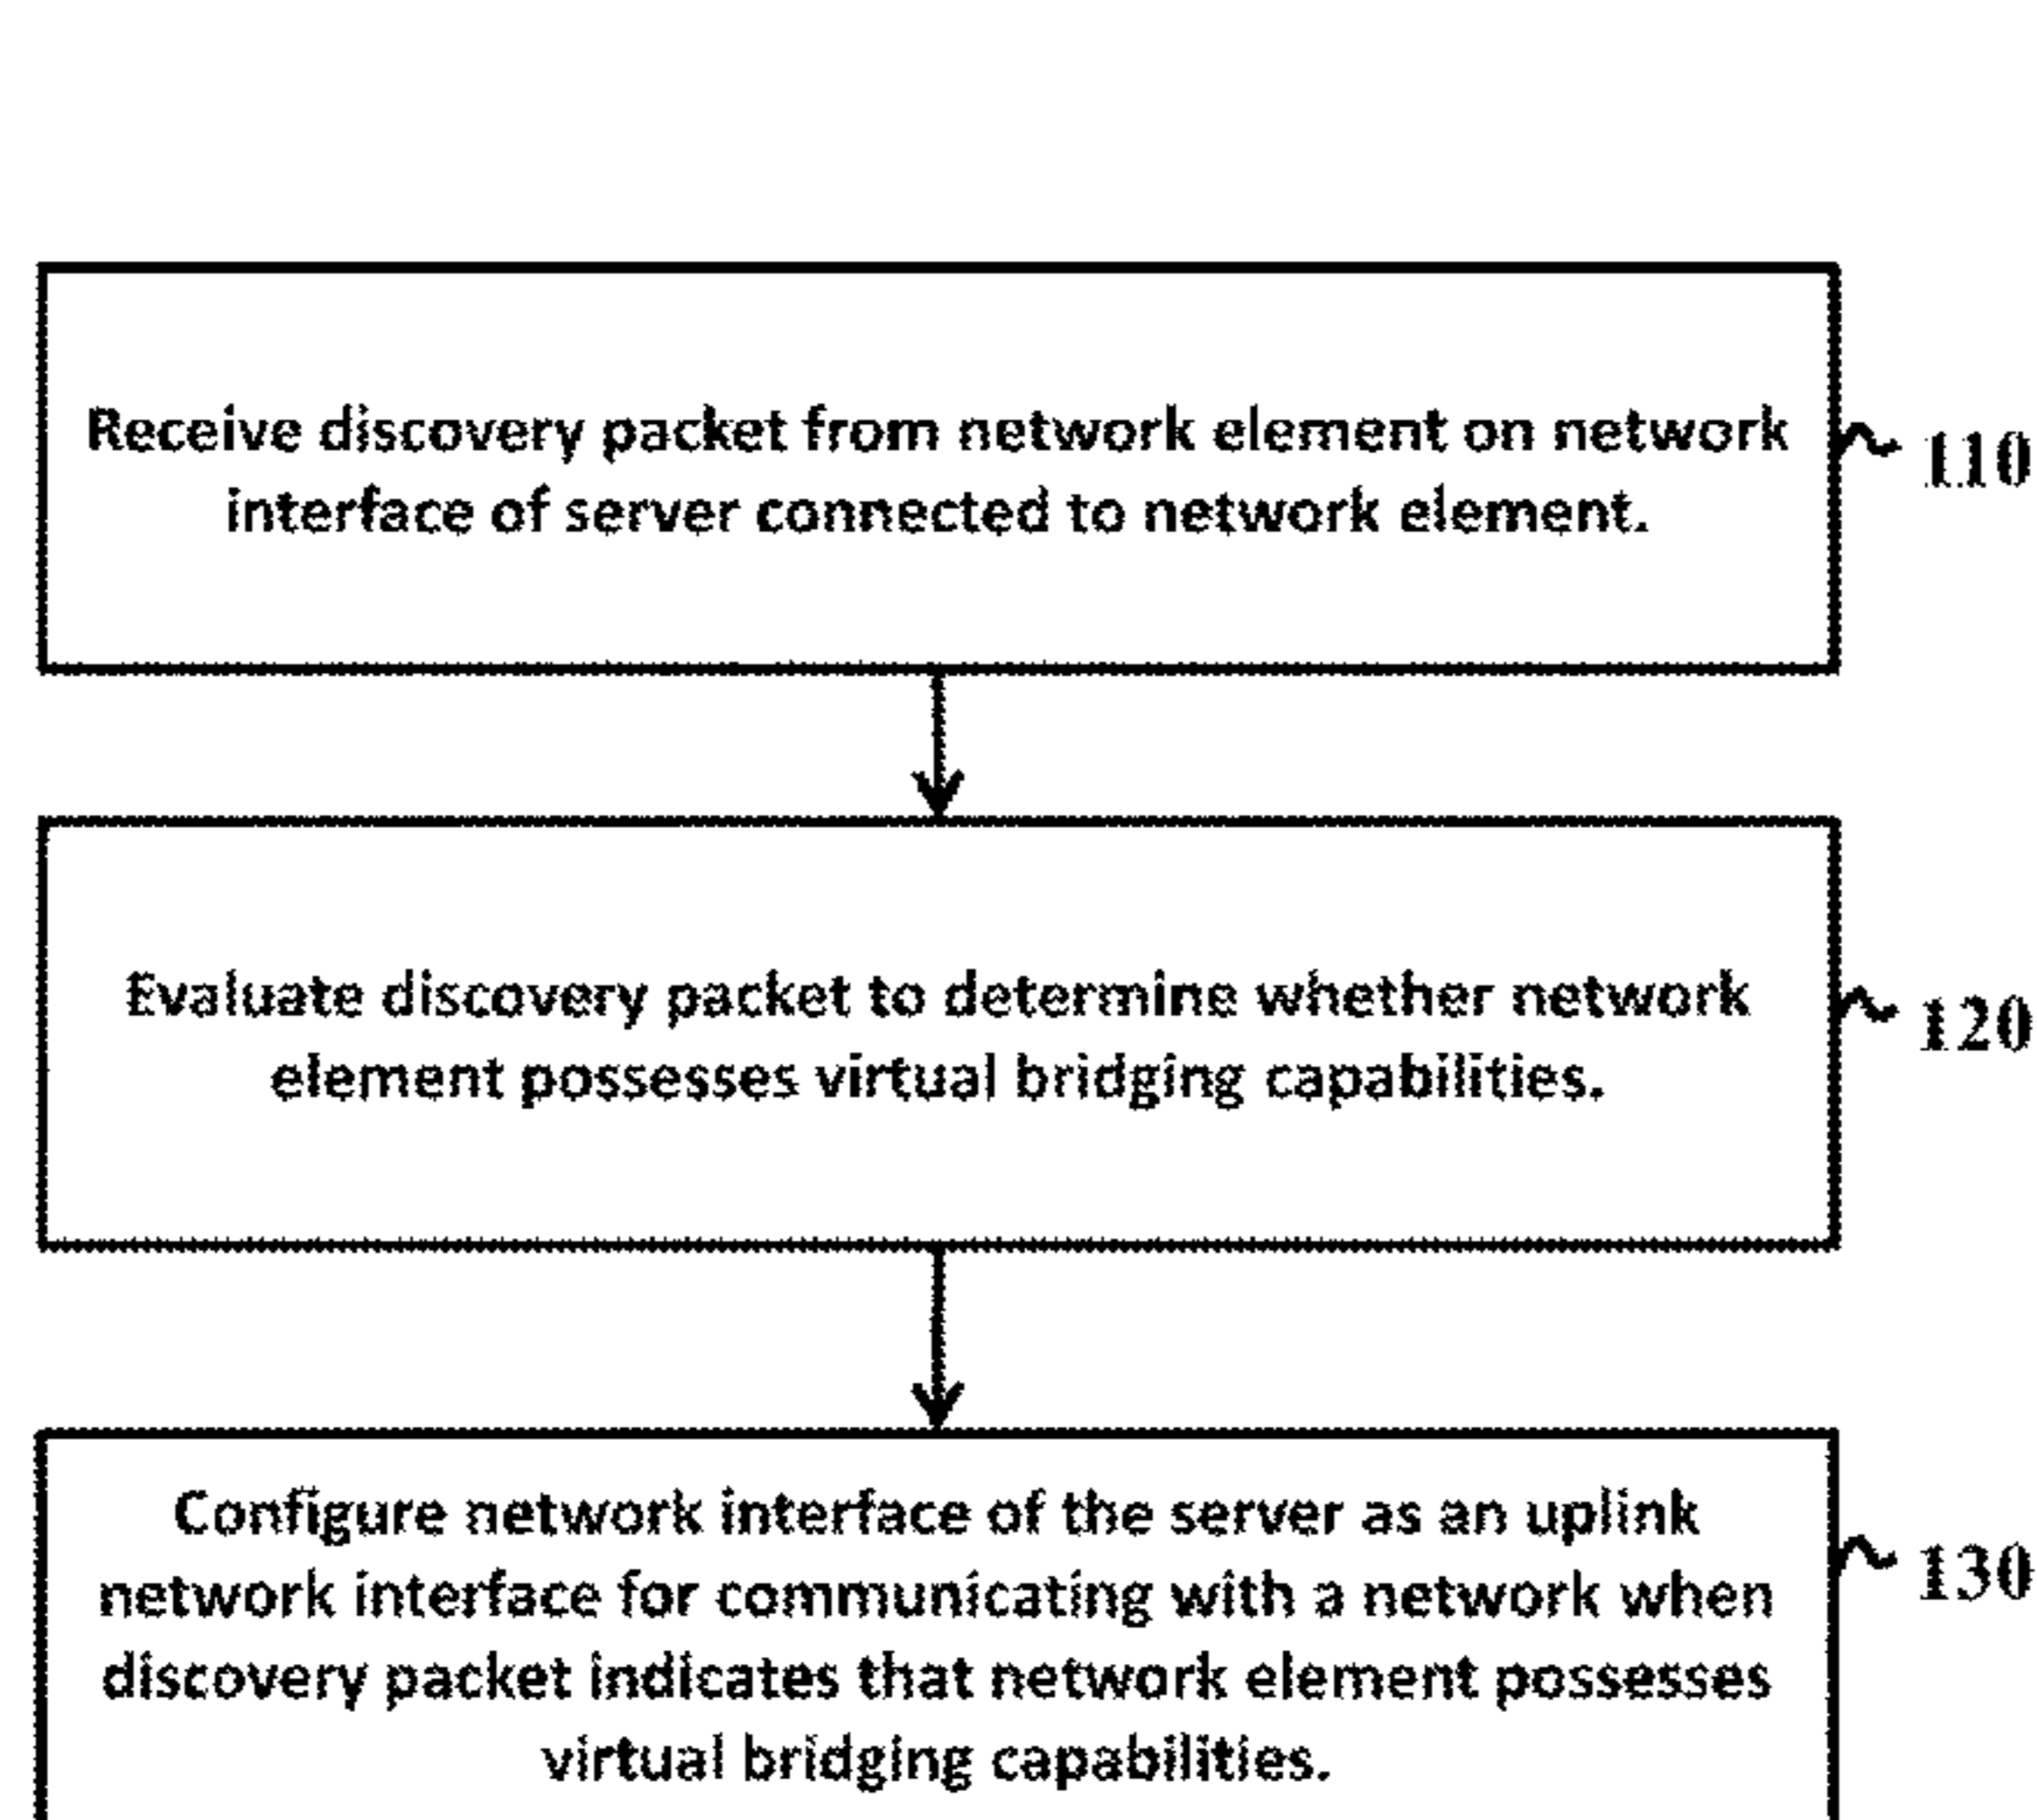 Receive discovery packet from network element on network
interface of server connected to network element.
110
Evaluate discovery packet to determine whether network
element possesses virtual bridging capabilities.
120
Configure network interface of the server as an uplink
network interface for communicating with a network when
discovery packet indicates that network element possesses
virtual bridging capabilities.
130